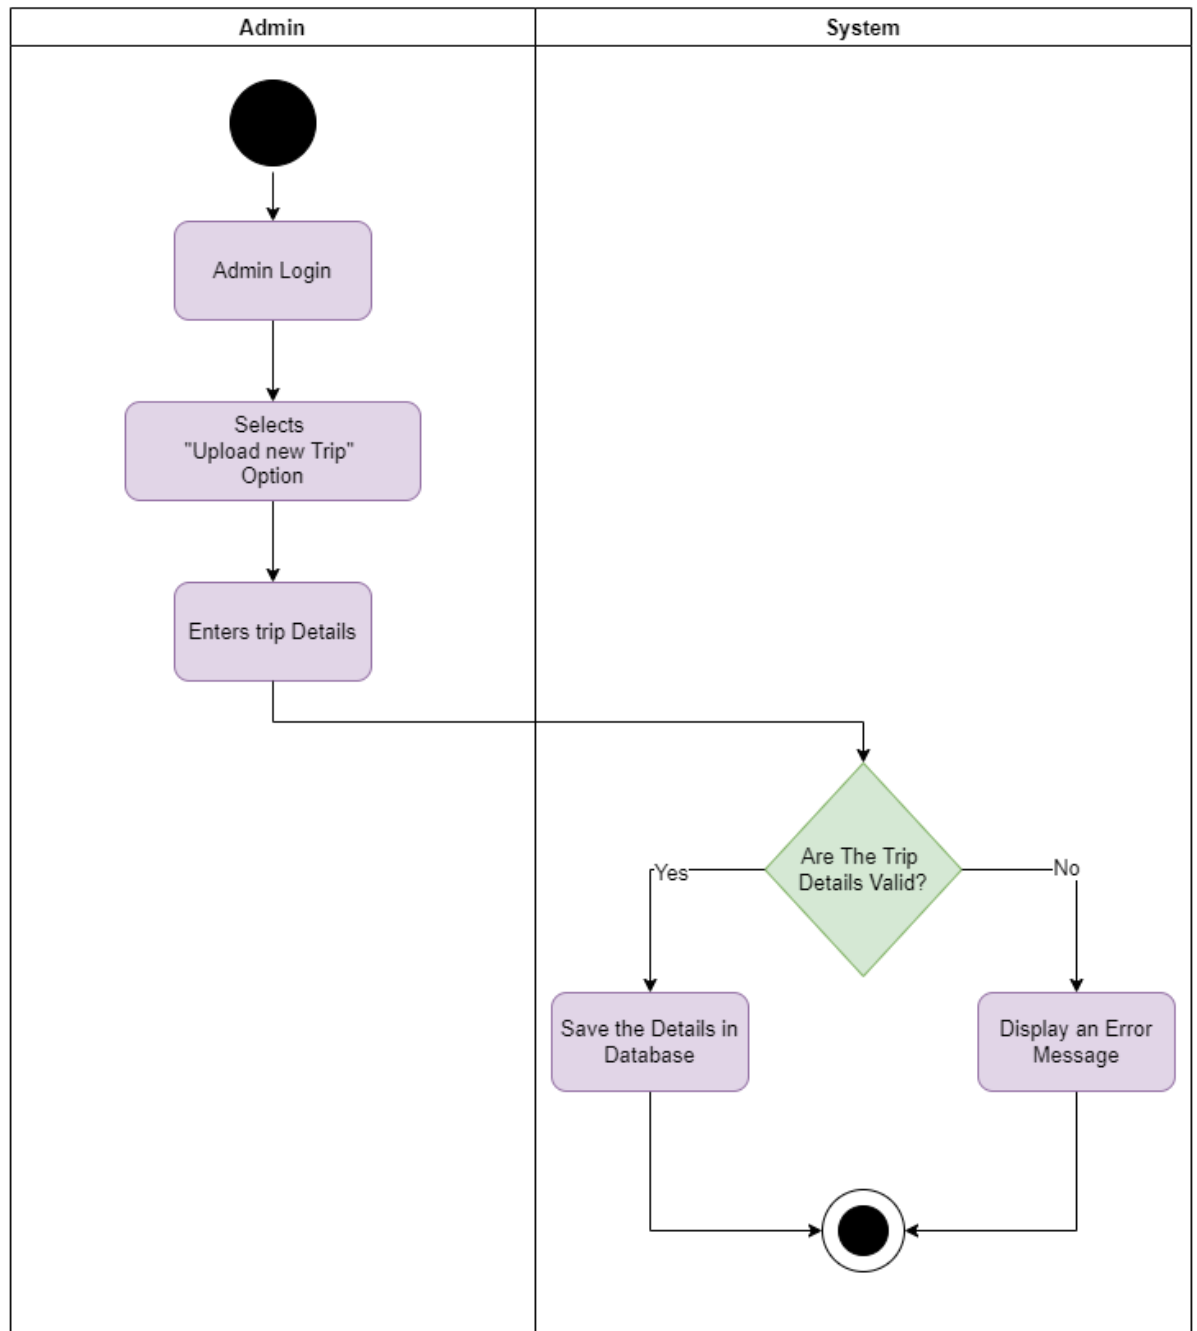 Admin
System
Admin Login
Selects
"Upload new Trip"
Option
Enters trip Details
Are The Trip
Details Valid?
Yes
No
Save the Details in
Database
Display an Error
Message